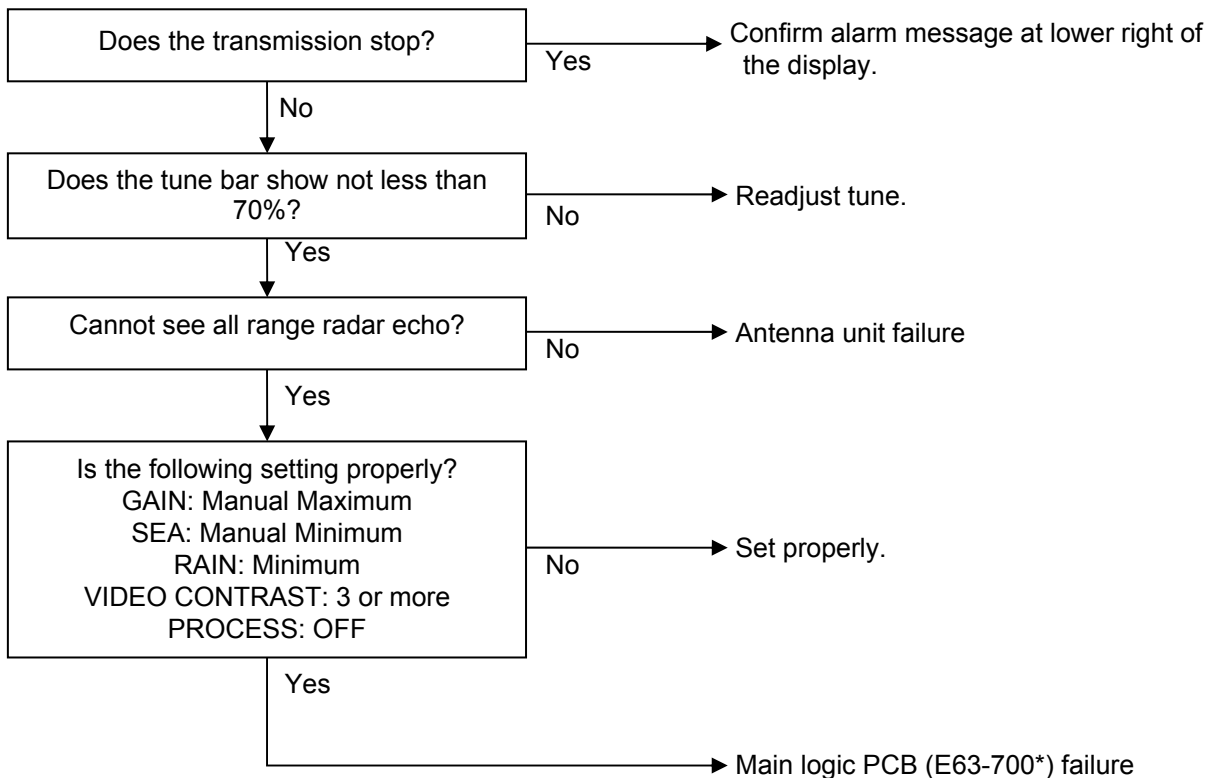 Does the transmission stop?
Yes
Confirm alarm message at lower right of
the display.
No
Does the tune bar show not less than
70%?
No
Readjust tune.
Yes
Cannot see all range radar echo?
No
Antenna unit failure
Yes
Is the following setting properly?
GAIN: Manual Maximum
SEA: Manual Minimum
RAIN: Minimum
VIDEO CONTRAST: 3 or more
PROCESS: OFF
No
Set properly.
Yes
Main logic PCB (E63-700*) failure